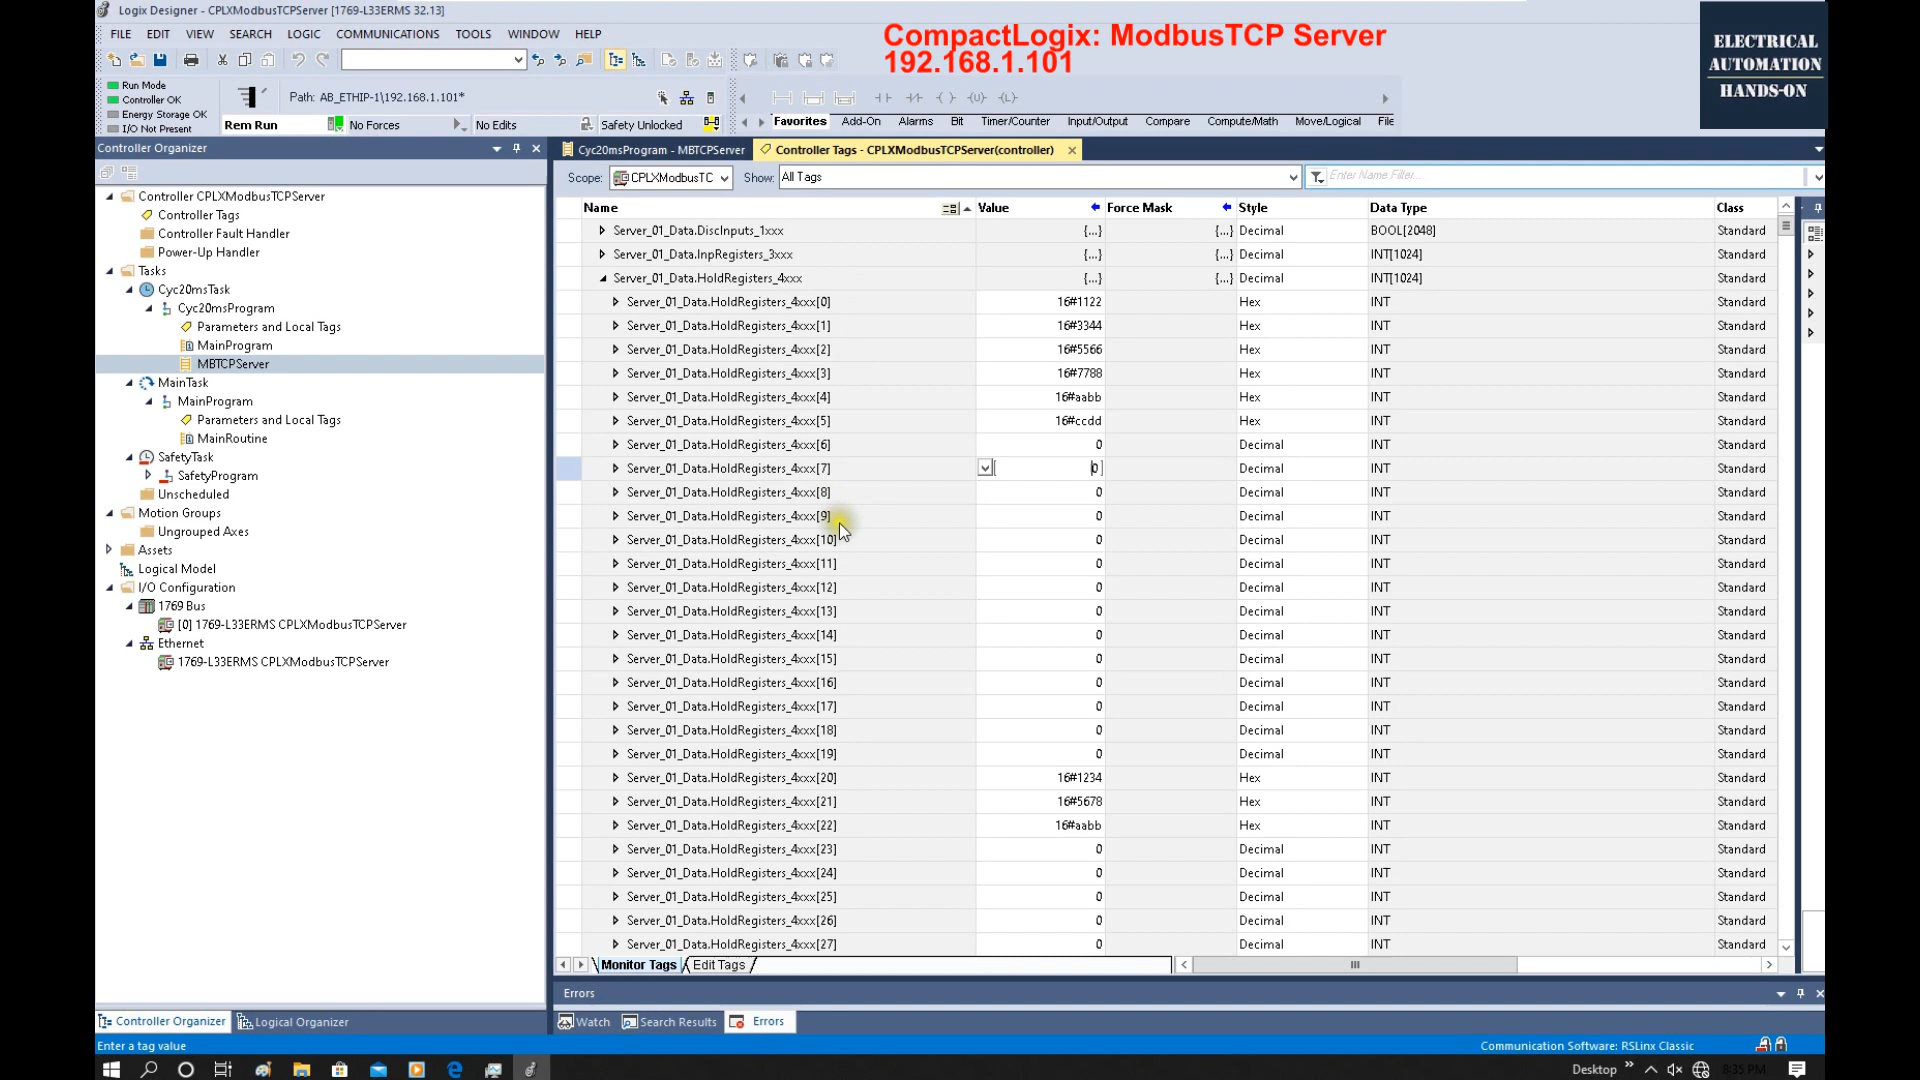 Logix Designer - CPLXModbusTCPServer [1769-L33ERMS 32.13]
FILE EDIT VIEW SEARCH LOGIC COMMUNICATIONS TOOLS WINDOW HELP
CompactLogix: ModbusTCP Server
192.168.1.101
ELECTRICAL
AUTOMATION
HANDS-ON
Run Mode
Controller OK
Energy Storage OK
I/O Not Present
Path: AB_ETHIP-1\192.168.1.101*
Rem Run No Forces No Edits Safety Unlocked
Favorites Add-On Alarms Bit Timer/Counter Input/Output Compare Compute/Math Move/Logical File
Controller Organizer
Controller CPLXModbusTCPServer
Controller Tags
Controller Fault Handler
Power-Up Handler
Tasks
Cyc20msTask
Cyc20msProgram
Parameters and Local Tags
MainProgram
MBTCPServer
MainTask
MainProgram
Parameters and Local Tags
MainRoutine
SafetyTask
SafetyProgram
Unscheduled
Motion Groups
Ungrouped Axes
Assets
Logical Model
I/O Configuration
1769 Bus
[0] 1769-L33ERMS CPLXModbusTCPServer
Ethernet
1769-L33ERMS CPLXModbusTCPServer
Controller Organizer Logical Organizer
Cyc20msProgram - MBTCPServer Controller Tags - CPLXModbusTCPServer(controller)
Scope: CPLXModbusTC Show: All Tags Enter Name Filter...
Name Value Force Mask Style Data Type Class
Server_01_Data.DiscInputs_1xxx {...} {...} Decimal BOOL[2048] Standard
Server_01_Data.InpRegisters_3xxx {...} {...} Decimal INT[1024] Standard
Server_01_Data.HoldRegisters_4xxx {...} {...} Decimal INT[1024] Standard
Server_01_Data.HoldRegisters_4xxx[0] 16#1122 Hex INT Standard
Server_01_Data.HoldRegisters_4xxx[1] 16#3344 Hex INT Standard
Server_01_Data.HoldRegisters_4xxx[2] 16#5566 Hex INT Standard
Server_01_Data.HoldRegisters_4xxx[3] 16#7788 Hex INT Standard
Server_01_Data.HoldRegisters_4xxx[4] 16#aabb Hex INT Standard
Server_01_Data.HoldRegisters_4xxx[5] 16#ccdd Hex INT Standard
Server_01_Data.HoldRegisters_4xxx[6] 0 Decimal INT Standard
Server_01_Data.HoldRegisters_4xxx[7] 0 Decimal INT Standard
Server_01_Data.HoldRegisters_4xxx[8] 0 Decimal INT Standard
Server_01_Data.HoldRegisters_4xxx[9] 0 Decimal INT Standard
Server_01_Data.HoldRegisters_4xxx[10] 0 Decimal INT Standard
Server_01_Data.HoldRegisters_4xxx[11] 0 Decimal INT Standard
Server_01_Data.HoldRegisters_4xxx[12] 0 Decimal INT Standard
Server_01_Data.HoldRegisters_4xxx[13] 0 Decimal INT Standard
Server_01_Data.HoldRegisters_4xxx[14] 0 Decimal INT Standard
Server_01_Data.HoldRegisters_4xxx[15] 0 Decimal INT Standard
Server_01_Data.HoldRegisters_4xxx[16] 0 Decimal INT Standard
Server_01_Data.HoldRegisters_4xxx[17] 0 Decimal INT Standard
Server_01_Data.HoldRegisters_4xxx[18] 0 Decimal INT Standard
Server_01_Data.HoldRegisters_4xxx[19] 0 Decimal INT Standard
Server_01_Data.HoldRegisters_4xxx[20] 16#1234 Hex INT Standard
Server_01_Data.HoldRegisters_4xxx[21] 16#5678 Hex INT Standard
Server_01_Data.HoldRegisters_4xxx[22] 16#aabb Hex INT Standard
Server_01_Data.HoldRegisters_4xxx[23] 0 Decimal INT Standard
Server_01_Data.HoldRegisters_4xxx[24] 0 Decimal INT Standard
Server_01_Data.HoldRegisters_4xxx[25] 0 Decimal INT Standard
Server_01_Data.HoldRegisters_4xxx[26] 0 Decimal INT Standard
Server_01_Data.HoldRegisters_4xxx[27] 0 Decimal INT Standard
Monitor Tags Edit Tags
Errors
Watch Search Results Errors
Enter a tag value Communication Software: RSLinx Classic
Desktop 8:35 PM